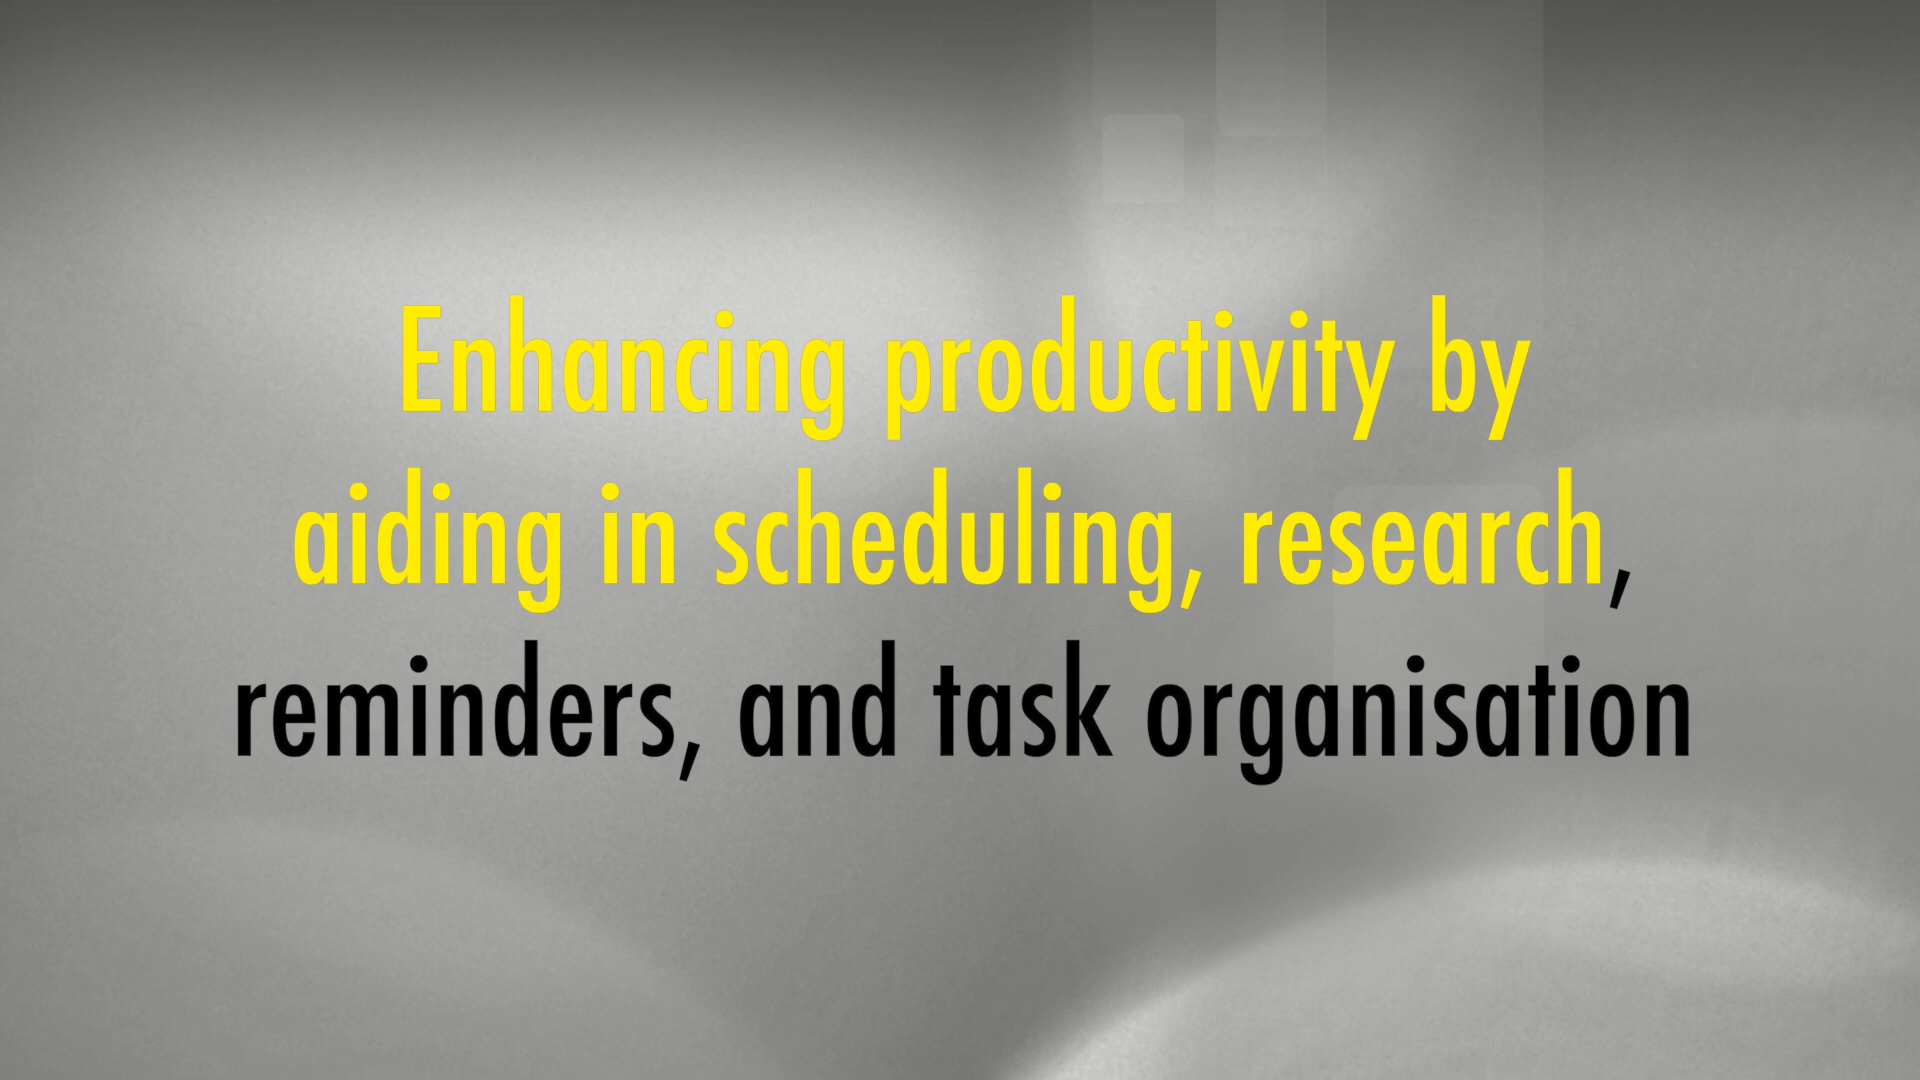 Enhancing productivity by
aiding in scheduling, research,
reminders, and task organisation